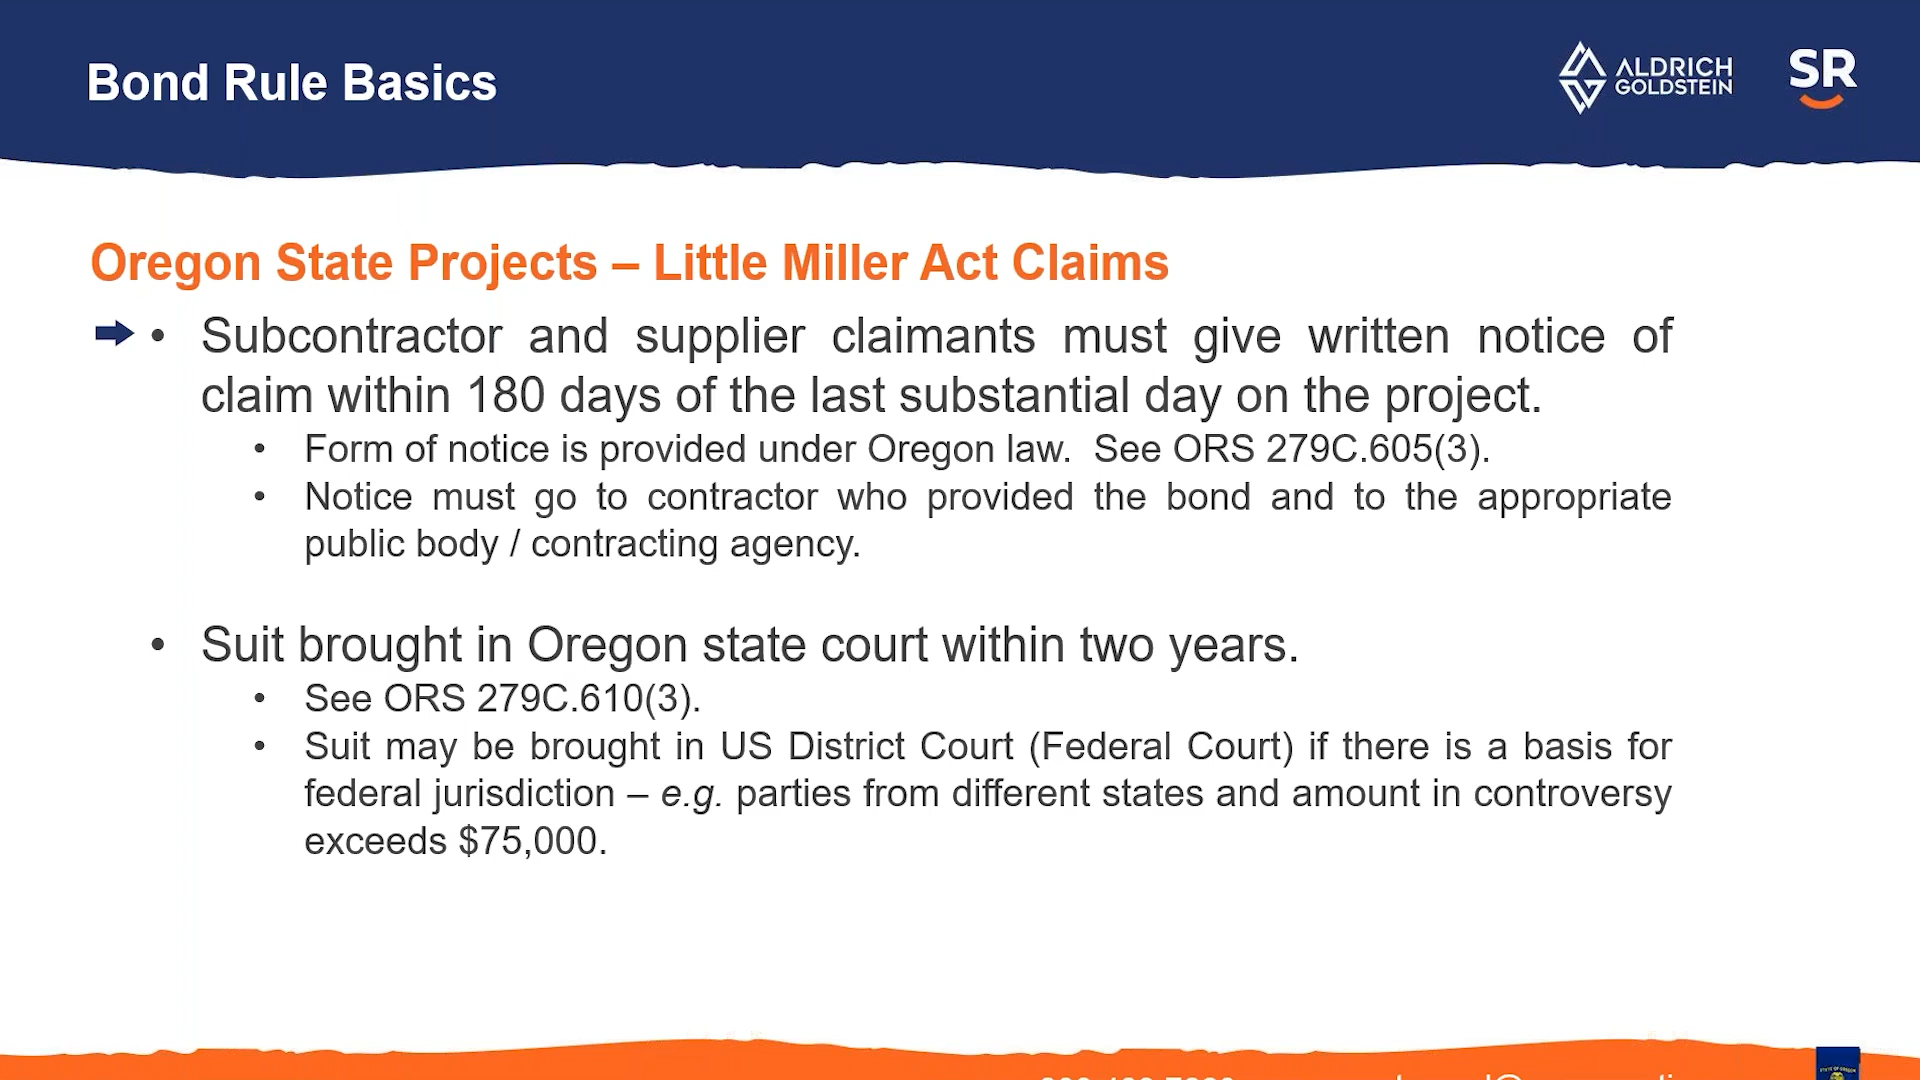 Bond Rule Basics
ALDRICH
GOLDSTEIN
SR
Oregon State Projects – Little Miller Act Claims
• Subcontractor and supplier claimants must give written notice of
claim within 180 days of the last substantial day on the project.
• Form of notice is provided under Oregon law. See ORS 279C.605(3).
• Notice must go to contractor who provided the bond and to the appropriate
public body / contracting agency.
• Suit brought in Oregon state court within two years.
• See ORS 279C.610(3).
• Suit may be brought in US District Court (Federal Court) if there is a basis for
federal jurisdiction – e.g. parties from different states and amount in controversy
exceeds $75,000.
STATE OF OREGON